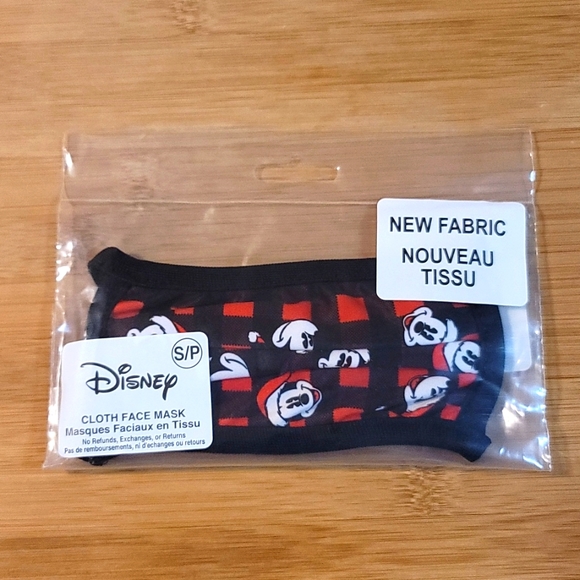 NEW FABRIC
NOUVEAU
TISSU
S/P
Disney
CLOTH FACE MASK
Masques Faciaux en Tissu
No Refunds, Exchanges, or Returns
Pas de remboursements, ni d'echanges ou retours